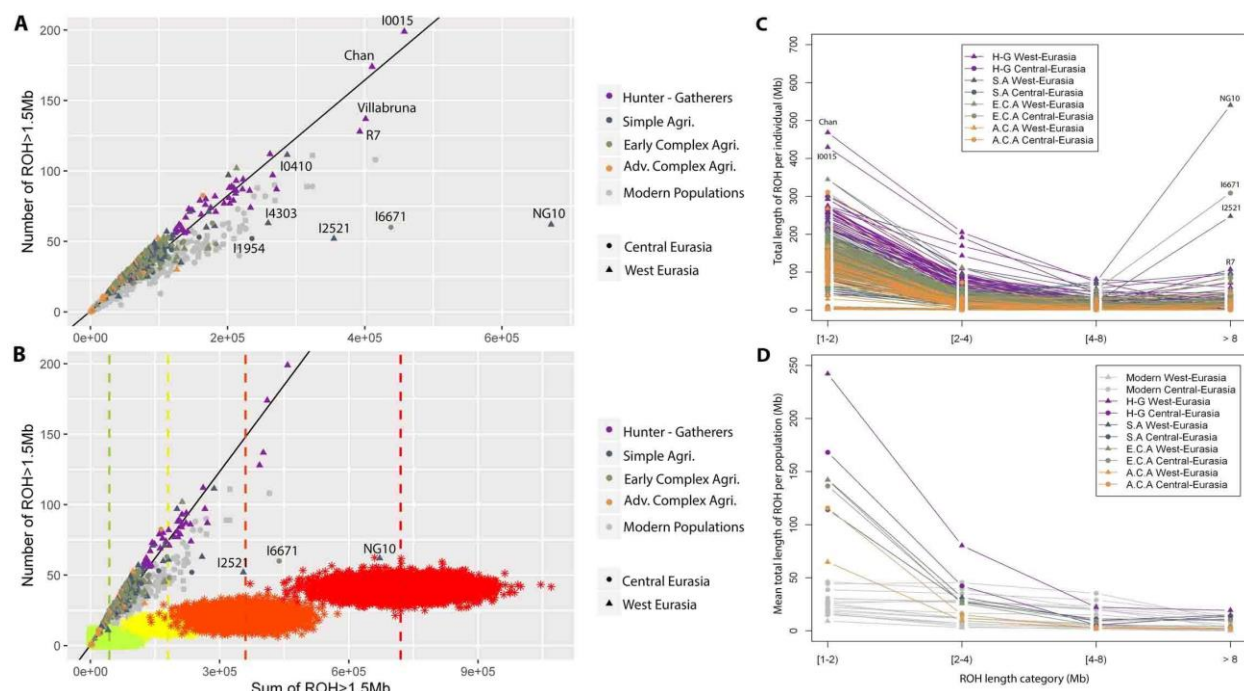 A
Number of ROH>1.5Mb
200
150
100
50
0
I0015
Chan
Villabruna
R7
I0410
I4303
I2521
I6671
NG10
I1954
0e+00
2e+05
4e+05
6e+05
Hunter - Gatherers
Simple Agri.
Early Complex Agri.
Adv. Complex Agri.
Modern Populations
Central Eurasia
West Eurasia
B
Number of ROH>1.5Mb
200
150
100
50
0
I2521
I6671
NG10
0e+00
3e+05
6e+05
9e+05
Sum of ROH>1.5Mb
Hunter - Gatherers
Simple Agri.
Early Complex Agri.
Adv. Complex Agri.
Modern Populations
Central Eurasia
West Eurasia
C
Total length of ROH per individual (Mb)
700
600
500
400
300
200
100
0
H-G West-Eurasia
H-G Central-Eurasia
S.A West-Eurasia
S.A Central-Eurasia
E.C.A West-Eurasia
E.C.A Central-Eurasia
A.C.A West-Eurasia
A.C.A Central-Eurasia
Chan
I0015
NG10
I6671
I2521
R7
[1-2)
[2-4)
[4-8)
> 8
D
Mean total length of ROH per population (Mb)
250
200
150
100
50
0
Modern West-Eurasia
Modern Central-Eurasia
H-G West-Eurasia
H-G Central-Eurasia
S.A West-Eurasia
S.A Central-Eurasia
E.C.A West-Eurasia
E.C.A Central-Eurasia
A.C.A West-Eurasia
A.C.A Central-Eurasia
[1-2)
[2-4)
[4-8)
> 8
ROH length category (Mb)